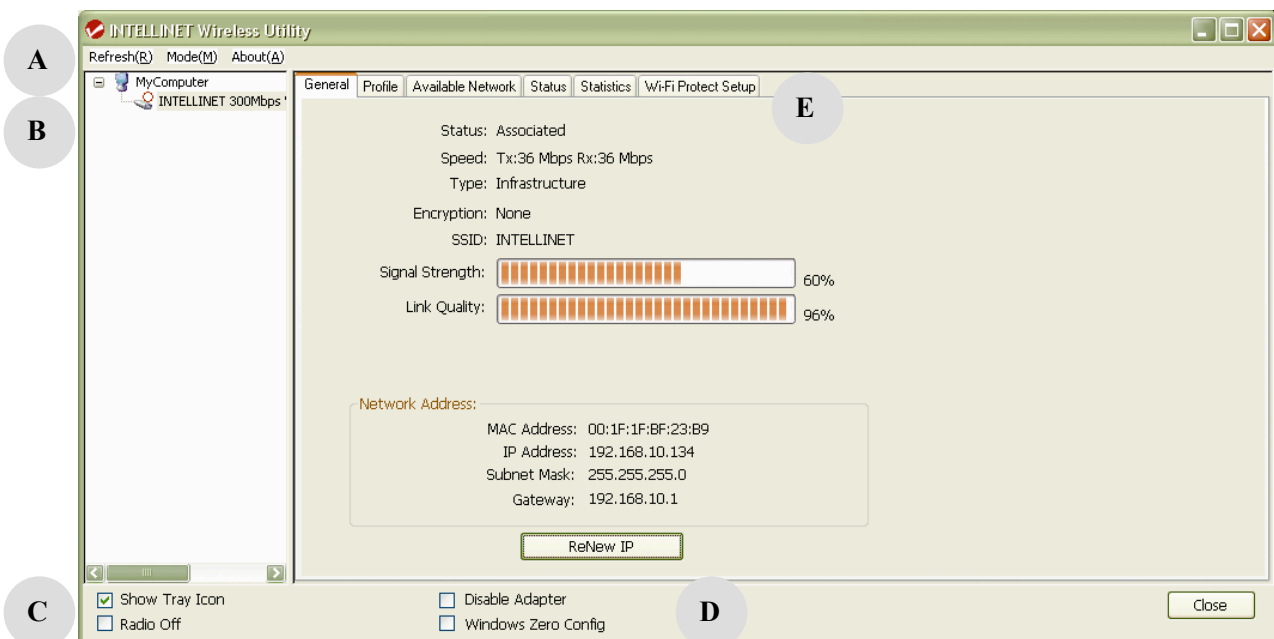 INTELLINET Wireless Utility
A
Refresh(R) Mode(M) About(A)
MyComputer
INTELLINET 300Mbps
B
General Profile Available Network Status Statistics Wi-Fi Protect Setup
E
Status: Associated
Speed: Tx:36 Mbps Rx:36 Mbps
Type: Infrastructure
Encryption: None
SSID: INTELLINET
Signal Strength: 60%
Link Quality: 96%
Network Address:
MAC Address: 00:1F:1F:BF:23:B9
IP Address: 192.168.10.134
Subnet Mask: 255.255.255.0
Gateway: 192.168.10.1
ReNew IP
C
Show Tray Icon Disable Adapter
Radio Off Windows Zero Config
D
Close